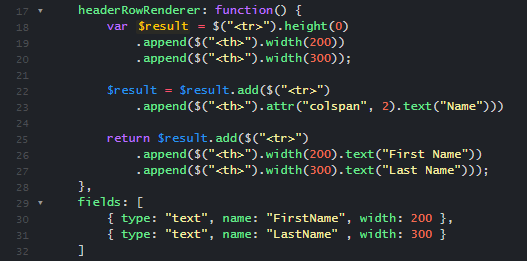 17 headerRowRenderer: function() {
18 var $result = $("<tr>").height(0)
19 .append($("<th>").width(200))
20 .append($("<th>").width(300));
21
22 $result = $result.add($("<tr>")
23 .append($("<th>").attr("colspan", 2).text("Name")))
24
25 return $result.add($("<tr>")
26 .append($("<th>").width(200).text("First Name"))
27 .append($("<th>").width(300).text("Last Name")));
28 },
29 fields: [
30 { type: "text", name: "FirstName", width: 200 },
31 { type: "text", name: "LastName" , width: 300 }
32 ]